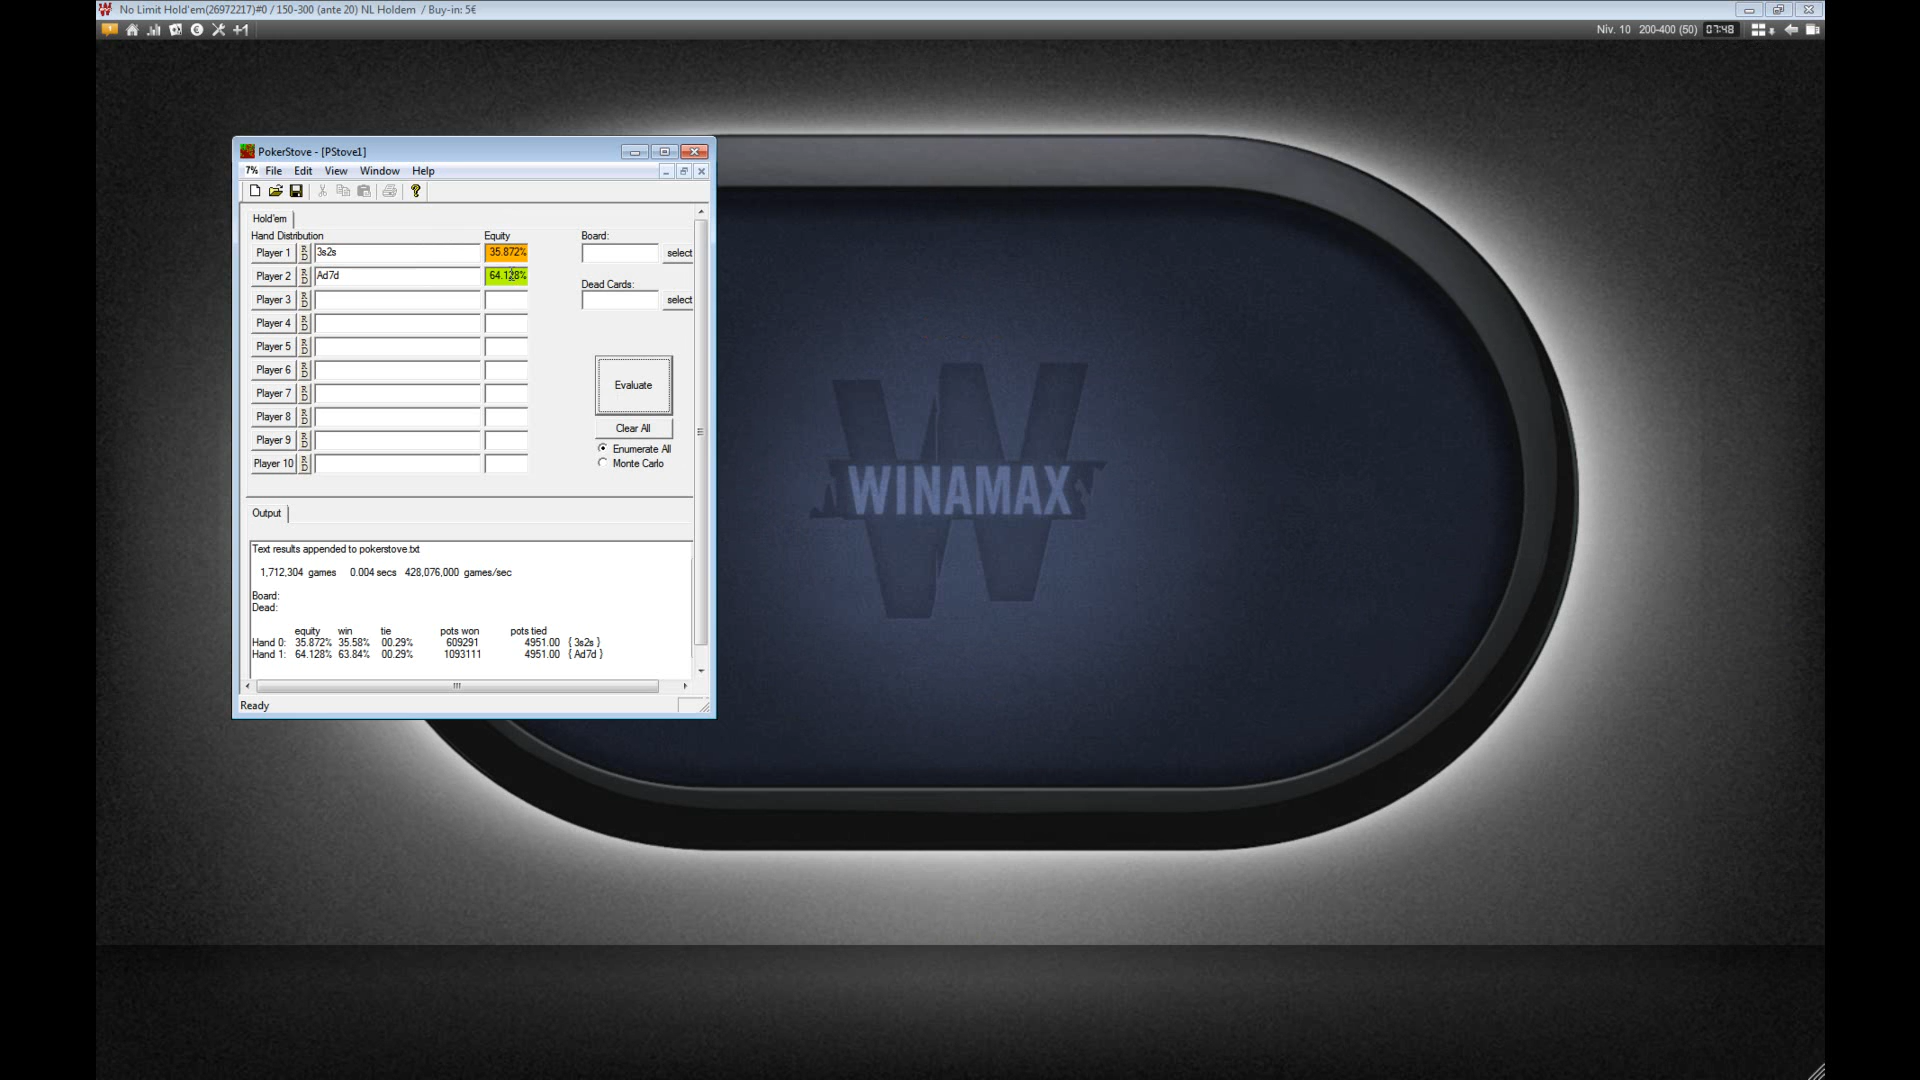 No Limit Hold'em(26972217)#0 / 150-300 (ante 20) NL Holdem / Buy-in: 5€
+1
Niv. 10 200-400 (50) 07:48
PokerStove - [PStove1]
7% File Edit View Window Help
Hold'em
Hand Distribution Equity Board:
Player 1 R D 3s2s 35.872% select
Player 2 R D Ad7d 64.128%
Dead Cards:
Player 3 R D select
Player 4 R D
Player 5 R D
Player 6 R D
Player 7 R D
Evaluate
Player 8 R D
Clear All
Player 9 R D
Enumerate All
Player 10 R D
Monte Carlo
Output
Text results appended to pokerstove.txt
1,712,304 games 0.004 secs 428,076,000 games/sec
Board:
Dead:
equity win tie pots won pots tied
Hand 0: 35.872% 35.58% 00.29% 609291 4951.00 { 3s2s }
Hand 1: 64.128% 63.84% 00.29% 1093111 4951.00 { Ad7d }
Ready
W
WINAMAX